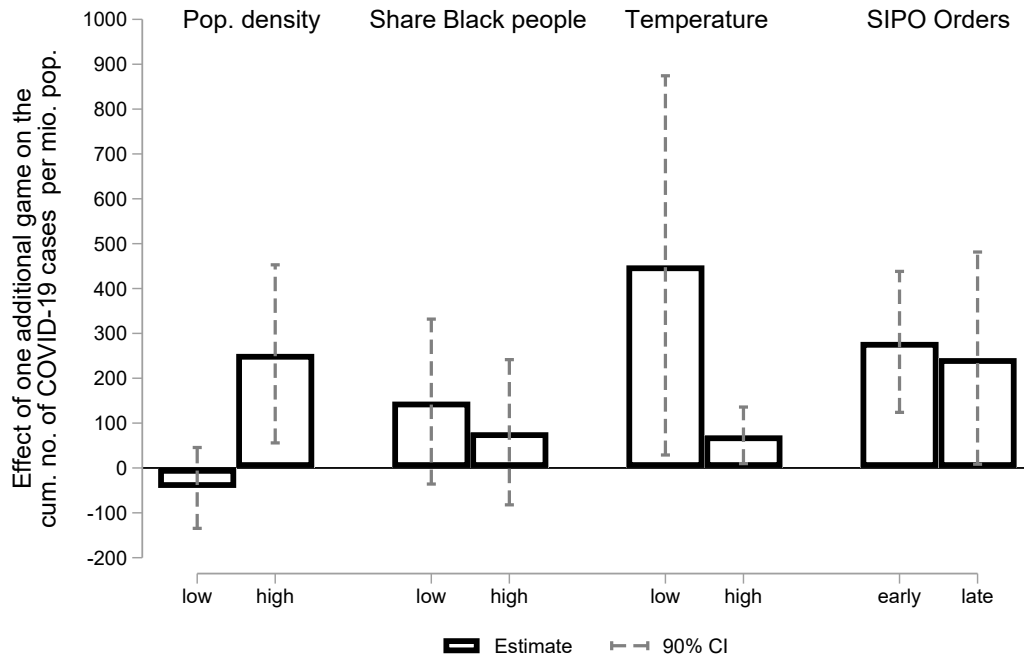 Pop. density
Share Black people
Temperature
SIPO Orders
Effect of one additional game on the
cum. no. of COVID-19 cases  per mio. pop.
1000
900
800
700
600
500
400
300
200
100
0
-100
-200
low
high
low
high
low
high
early
late
Estimate
90% CI